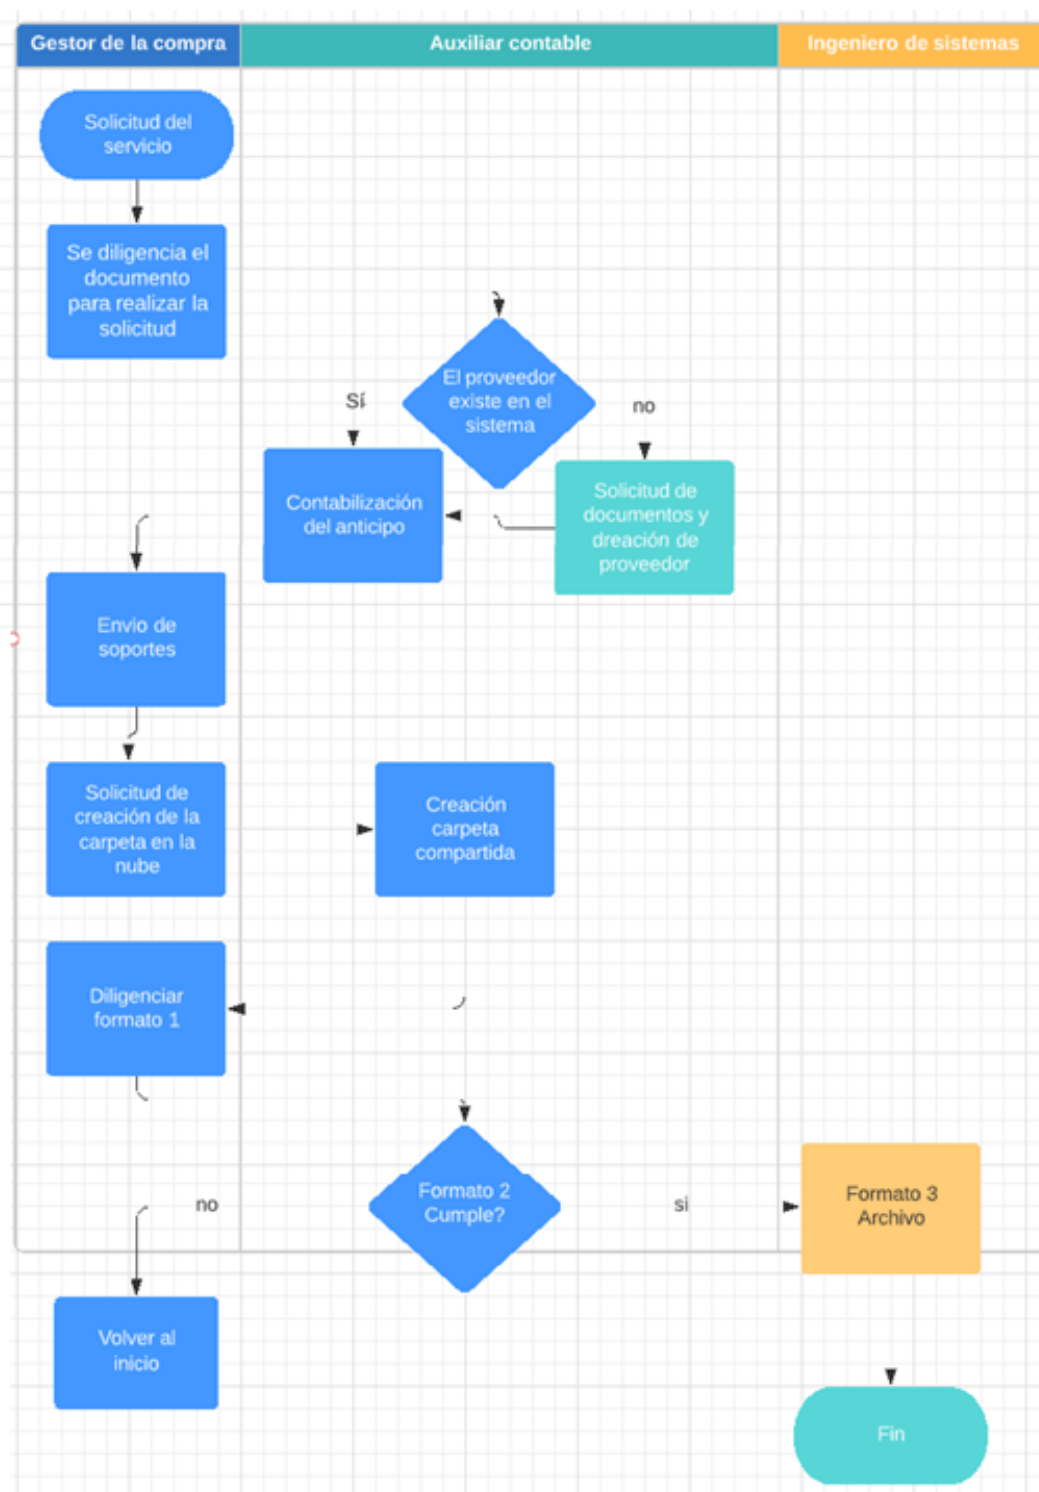 Gestor de la compra
Auxiliar contable
Ingeniero de sistemas
Solicitud del
servicio
Se diligencia el
documento
para realizar la
solicitud
El proveedor
existe en el
sistema
Sí
no
Contabilización
del anticipo
Solicitud de
documentos y
dreación de
proveedor
Envio de
soportes
Solicitud de
creación de la
carpeta en la
nube
Creación
carpeta
compartida
Diligenciar
formato 1
Formato 2
Cumple?
no
si
Formato 3
Archivo
Volver al
inicio
Fin